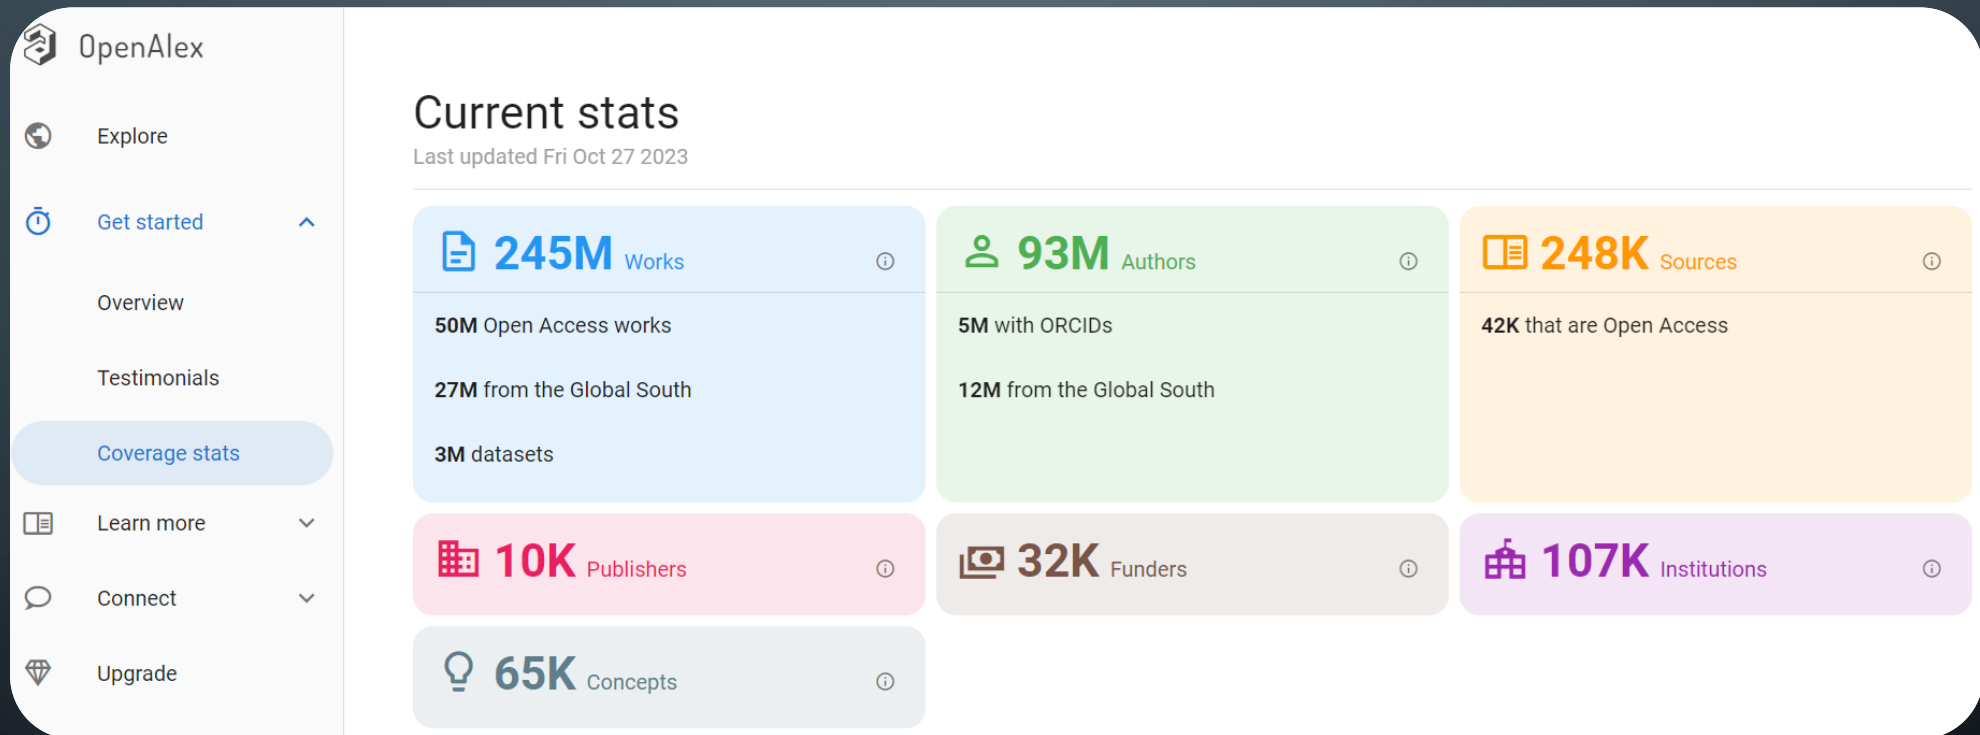 OpenAlex
Explore
Get started
Overview
Testimonials
Coverage stats
Learn more
Connect
Upgrade
Current stats
Last updated Fri Oct 27 2023
245M Works
50M Open Access works
27M from the Global South
3M datasets
93M Authors
5M with ORCIDs
12M from the Global South
248K Sources
42K that are Open Access
10K Publishers
32K Funders
107K Institutions
65K Concepts